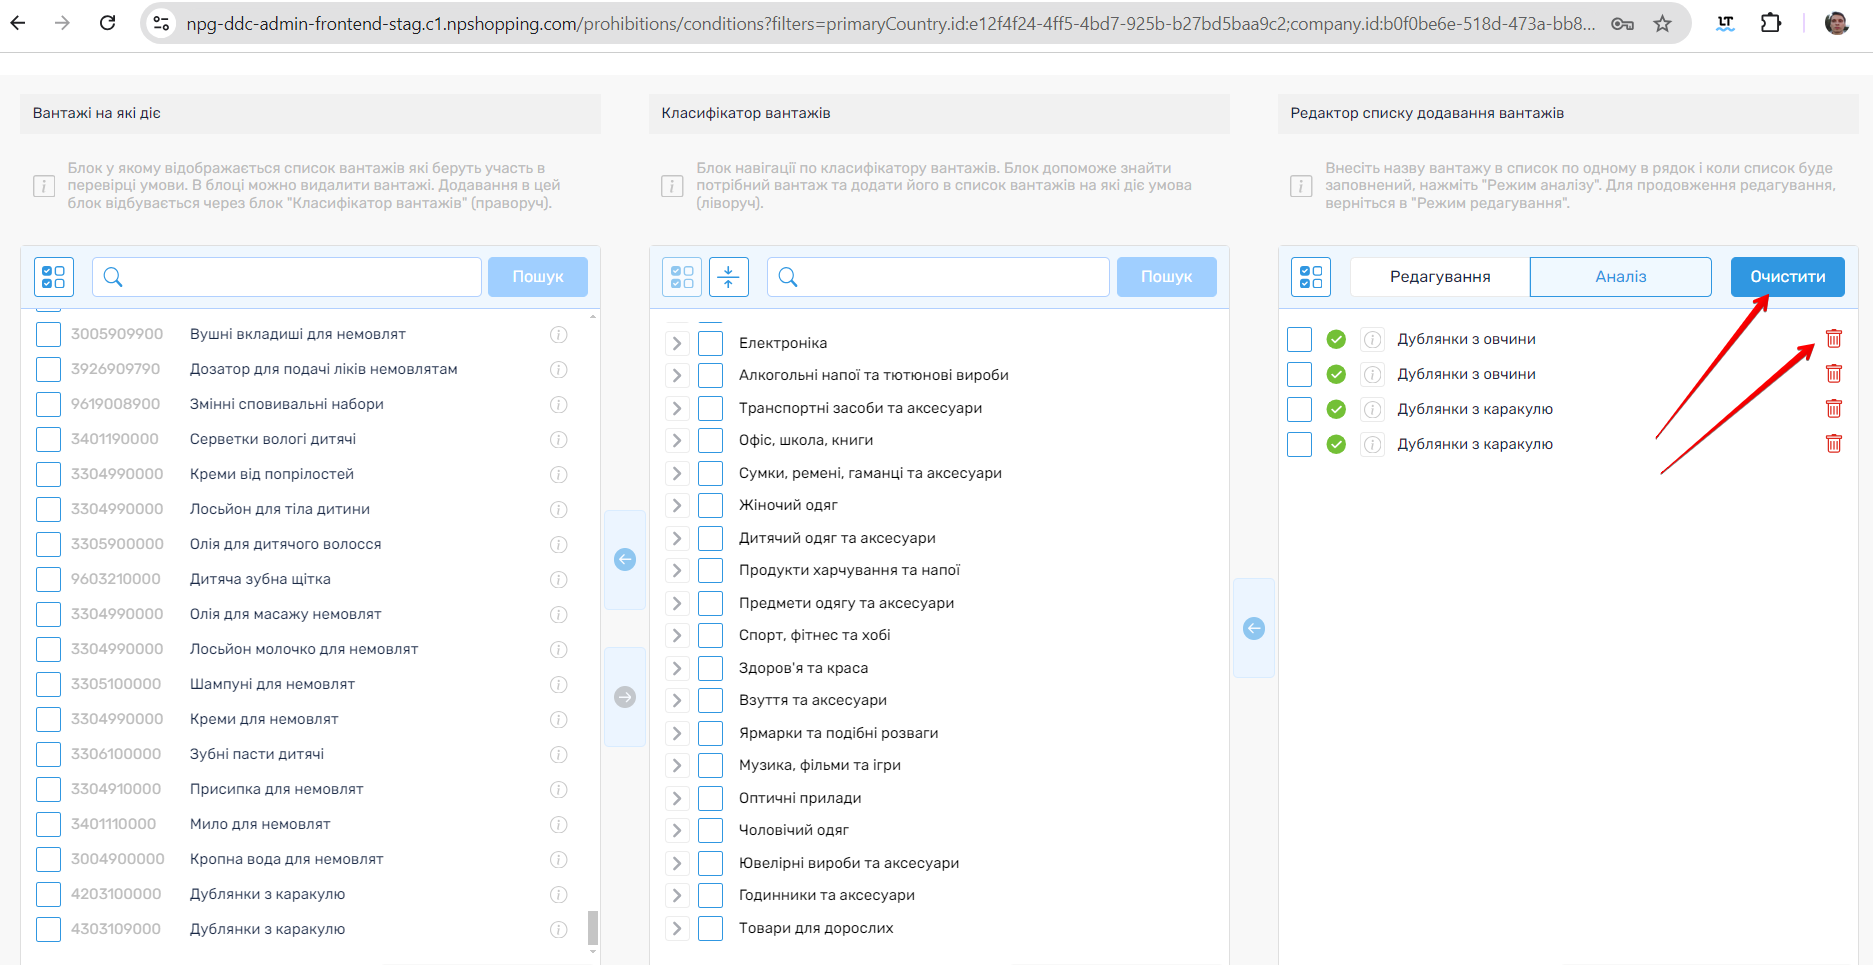 npg-ddc-admin-frontend-stag.c1.npshopping.com/prohibitions/conditions?filters=primaryCountry.id:e12f4f24-4ff5-4bd7-925b-b27bd5baa9c2;company.id:b0f0be6e-518d-473a-bb8...
LT
Вантажі на які діє
Блок у якому відображається список вантажів які беруть участь в
перевірці умови. В блоці можно видалити вантажі. Додавання в цей
блок відбувається через блок "Класифікатор вантажів" (праворуч).
Пошук
3005909900 Вушні вкладиші для немовлят
3926909790 Дозатор для подачі ліків немовлятам
9619008900 Змінні сповивальні набори
3401190000 Серветки вологі дитячі
3304990000 Креми від попрілостей
3304990000 Лосьйон для тіла дитини
3305900000 Олія для дитячого волосся
9603210000 Дитяча зубна щітка
3304990000 Олія для масажу немовлят
3304990000 Лосьйон молочко для немовлят
3305100000 Шампуні для немовлят
3304990000 Креми для немовлят
3306100000 Зубні пасти дитячі
3304910000 Присипка для немовлят
3401110000 Мило для немовлят
3004900000 Кропна вода для немовлят
4203100000 Дублянки з каракулю
4303109000 Дублянки з каракулю
Класифікатор вантажів
Блок навігації по класифікатору вантажів. Блок допоможе знайти
потрібний вантаж та додати його в список вантажів на які діє умова
(ліворуч).
Пошук
Електроніка
Алкогольні напої та тютюнові вироби
Транспортні засоби та аксесуари
Офіс, школа, книги
Сумки, ремені, гаманці та аксесуари
Жіночий одяг
Дитячий одяг та аксесуари
Продукти харчування та напої
Предмети одягу та аксесуари
Спорт, фітнес та хобі
Здоров'я та краса
Взуття та аксесуари
Ярмарки та подібні розваги
Музика, фільми та ігри
Оптичні прилади
Чоловічий одяг
Ювелірні вироби та аксесуари
Годинники та аксесуари
Товари для дорослих
Редактор списку додавання вантажів
Внесіть назву вантажу в список по одному в рядок і коли список буде
заповнений, нажміть "Режим аналізу". Для продовження редагування,
верніться в "Режим редагування".
Редагування Аналіз Очистити
Дублянки з овчини
Дублянки з овчини
Дублянки з каракулю
Дублянки з каракулю